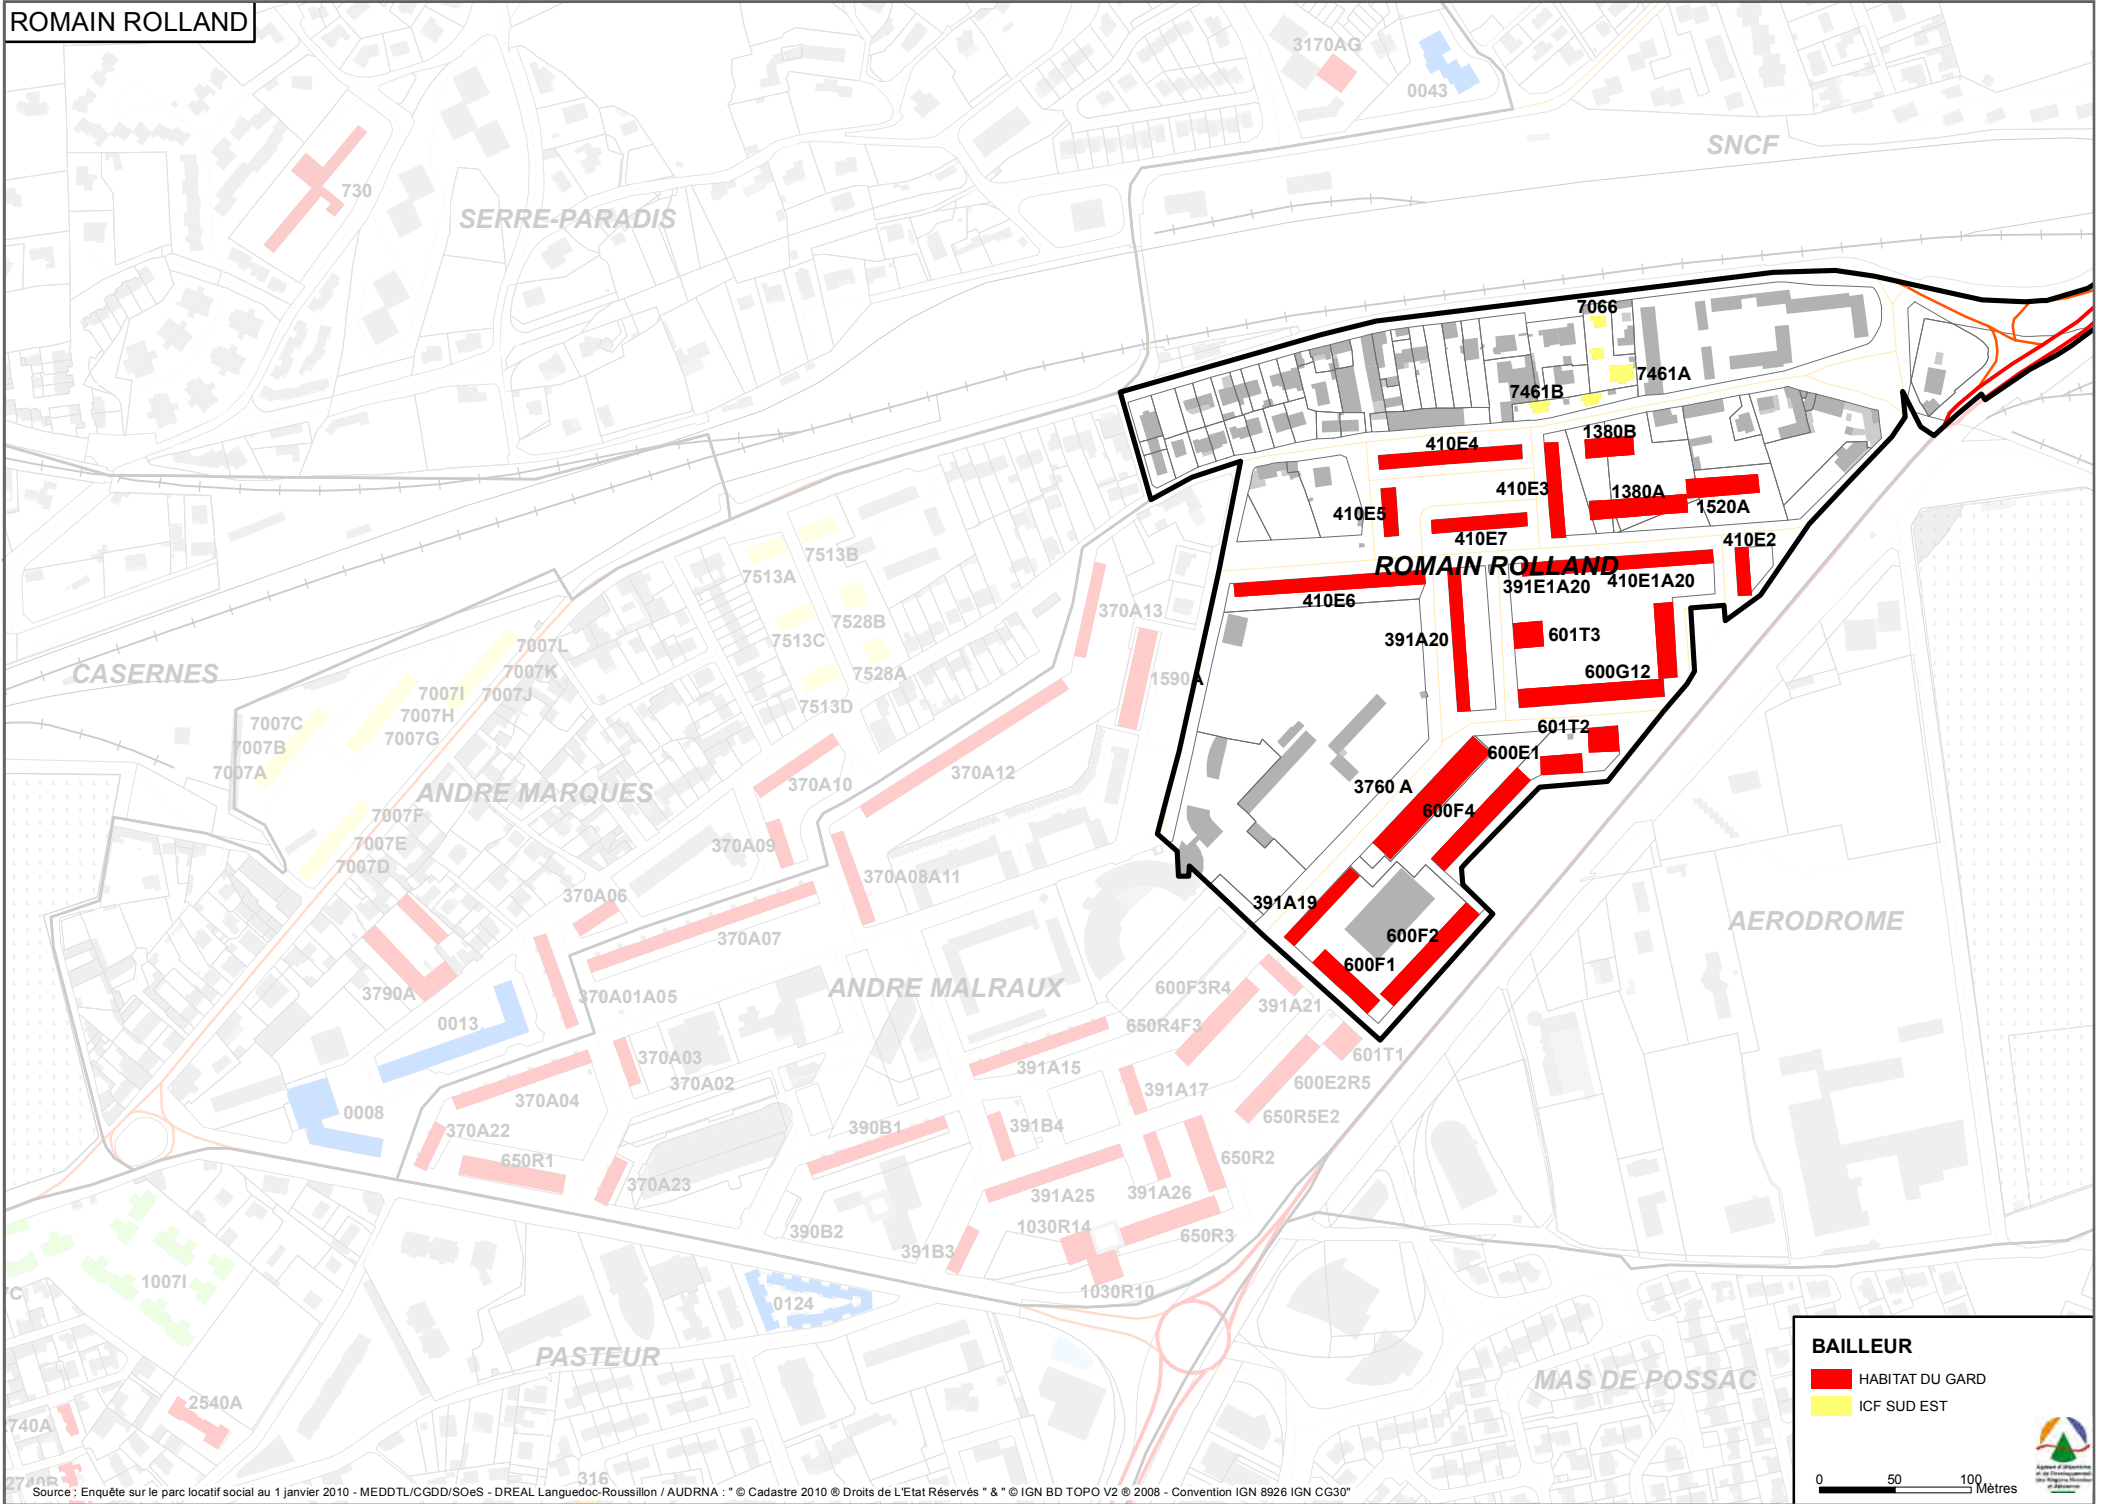 ROMAIN ROLLAND
3170AG
0043
SNCF
730
SERRE-PARADIS
7066
7461A
7461B
1380B
410E4
410E3
1380A
1520A
410E5
410E7
410E2
ROMAIN ROLLAND
391E1A20
410E1A20
410E6
391A20
601T3
600G12
601T2
600E1
3760 A
600F4
391A19
600F2
600F1
7513B
7513A
7528B
7513C
7528A
7513D
370A13
1590A
7007L
7007K
7007J
7007I
7007H
7007G
7007C
7007B
7007A
CASERNES
ANDRE MARQUES
7007F
7007E
7007D
370A10
370A12
370A09
370A08A11
370A06
370A07
AERODROME
3790A
370A01A05
0013
ANDRE MALRAUX
600F3R4
391A21
650R4F3
601T1
370A03
370A02
391A15
391A17
600E2R5
370A04
0008
370A22
390B1
391B4
650R5E2
650R1
370A23
391A25
391A26
650R2
390B2
1030R14
391B3
650R3
1007I
7C
0124
1030R10
PASTEUR
MAS DE POSSAC
2540A
740A
2740B
316
BAILLEUR
HABITAT DU GARD
ICF SUD EST
0 50 100 Mètres
Source : Enquête sur le parc locatif social au 1 janvier 2010 - MEDDTL/CGDD/SOeS - DREAL Languedoc-Roussillon / AUDRNA : " © Cadastre 2010 ® Droits de L'Etat Réservés " & " © IGN BD TOPO V2 ® 2008 - Convention IGN 8926 IGN CG30"